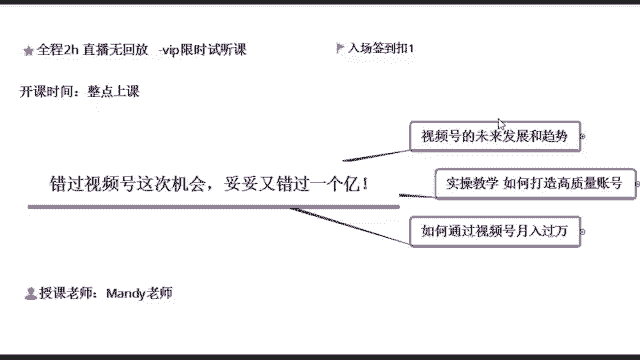 全程2h 直播无回放 -vip限时试听课
入场签到扣1
开课时间：整点上课
视频号的未来发展和趋势
错过视频号这次机会，妥妥又错过一个亿！
实操教学 如何打造高质量账号
如何通过视频号月入过万
授课老师：Mandy老师